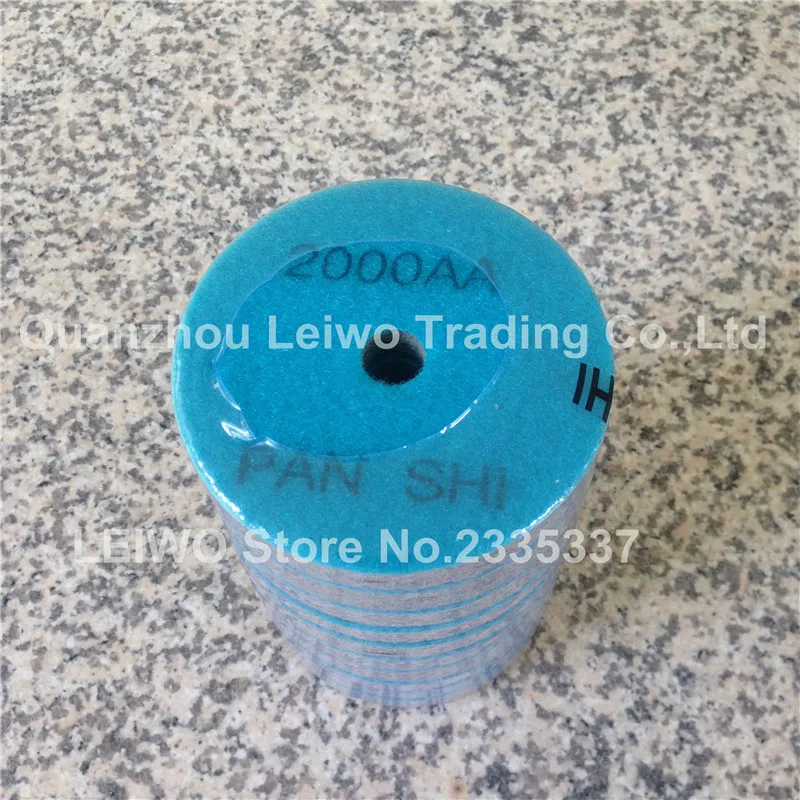 2000AA
Quanzhou Leiwo Trading Co.,Ltd
IH
PAN SHI
LEIWO Store No.2335337